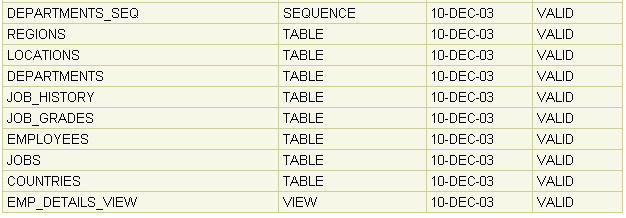 DEPARTMENTS_SEQ SEQUENCE 10-DEC-03 VALID
REGIONS TABLE 10-DEC-03 VALID
LOCATIONS TABLE 10-DEC-03 VALID
DEPARTMENTS TABLE 10-DEC-03 VALID
JOB_HISTORY TABLE 10-DEC-03 VALID
JOB_GRADES TABLE 10-DEC-03 VALID
EMPLOYEES TABLE 10-DEC-03 VALID
JOBS TABLE 10-DEC-03 VALID
COUNTRIES TABLE 10-DEC-03 VALID
EMP_DETAILS_VIEW VIEW 10-DEC-03 VALID